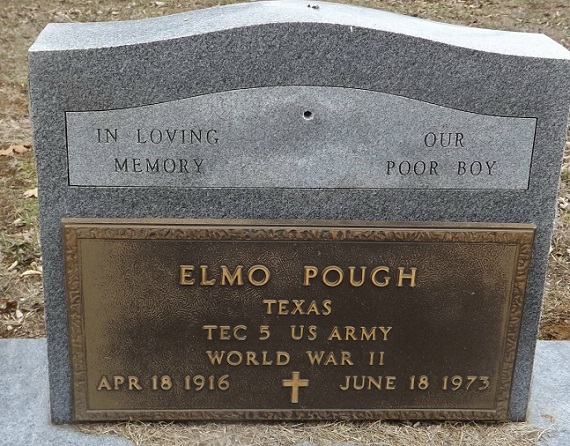 IN LOVING
MEMORY
OUR
POOR BOY
ELMO POUGH
TEXAS
TEC 5 US ARMY
WORLD WAR II
APR 18 1916 JUNE 18 1973